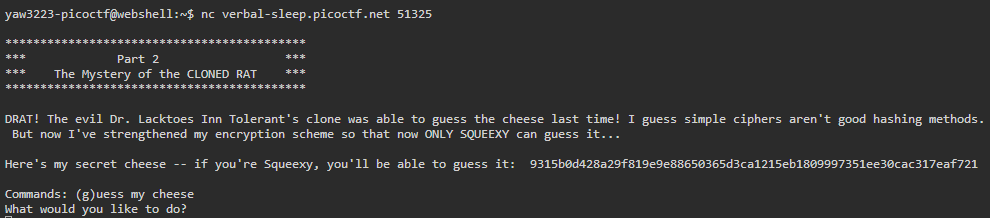 yaw3223-picoctf@webshell:~$ nc verbal-sleep.picoctf.net 51325
*******************************************
***             Part 2                  ***
***    The Mystery of the CLONED RAT    ***
*******************************************
DRAT! The evil Dr. Lacktoes Inn Tolerant's clone was able to guess the cheese last time! I guess simple ciphers aren't good hashing methods.
But now I've strengthened my encryption scheme so that now ONLY SQUEEXY can guess it...
Here's my secret cheese -- if you're Squeexy, you'll be able to guess it:  9315b0d428a29f819e9e88650365d3ca1215eb1809997351ee30cac317eaf721
Commands: (g)uess my cheese
What would you like to do?